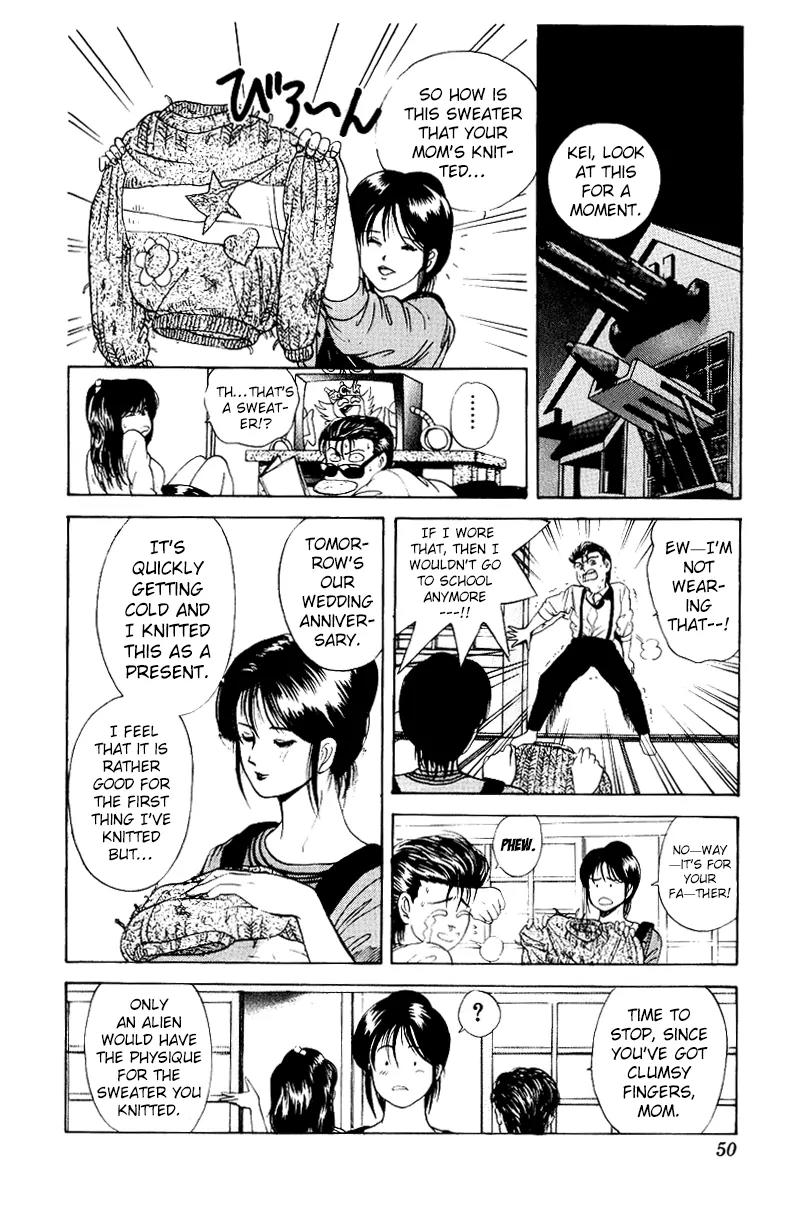 KEI, LOOK
AT THIS
FOR A
MOMENT.
SO HOW IS
THIS SWEATER
THAT YOUR
MOM'S KNIT-
TED...
びろ〜ん
......
TH...THAT'S
A SWEAT-
ER!?
EW—I'M
NOT
WEAR-
ING
THAT--!
IF I WORE
THAT, THEN I
WOULDN'T GO
TO SCHOOL
ANYMORE
---!!
NO—WAY
—IT'S FOR
YOUR
FA—THER!
PHEW.
TOMOR-
ROW'S
OUR
WEDDING
ANNIVER-
SARY.
IT'S
QUICKLY
GETTING
COLD AND
I KNITTED
THIS AS A
PRESENT.
I FEEL
THAT IT IS
RATHER
GOOD FOR
THE FIRST
THING I'VE
KNITTED
BUT...
TIME TO
STOP, SINCE
YOU'VE GOT
CLUMSY
FINGERS,
MOM.
?
ONLY
AN ALIEN
WOULD HAVE
THE PHYSIQUE
FOR THE
SWEATER YOU
KNITTED.
50